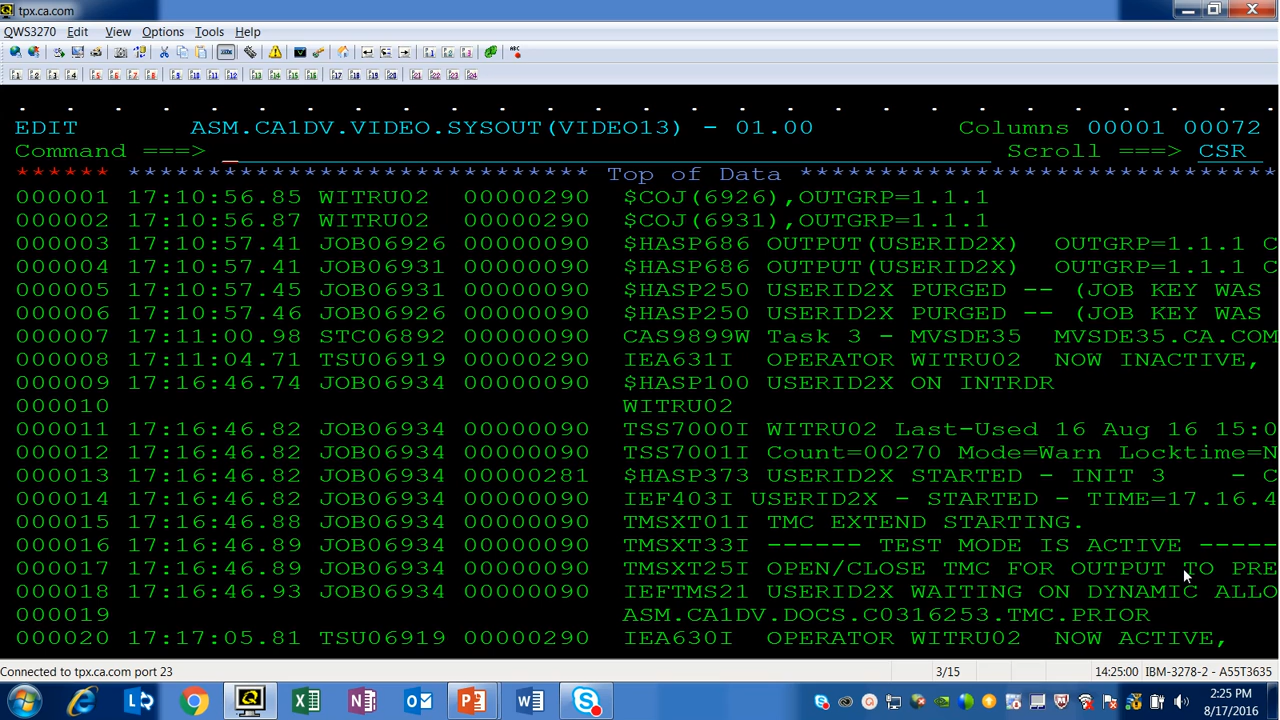 tpx.ca.com
QWS3270 Edit View Options Tools Help
EDIT ASM.CA1DV.VIDEO.SYSOUT(VIDEO13) - 01.00 Columns 00001 00072
Command ===> Scroll ===> CSR
****** ***************************** Top of Data ******************************
000001 17:10:56.85 WITRU02 00000290 $COJ(6926),OUTGRP=1.1.1
000002 17:10:56.87 WITRU02 00000290 $COJ(6931),OUTGRP=1.1.1
000003 17:10:57.41 JOB06926 00000090 $HASP686 OUTPUT(USERID2X) OUTGRP=1.1.1 C
000004 17:10:57.41 JOB06931 00000090 $HASP686 OUTPUT(USERID2X) OUTGRP=1.1.1 C
000005 17:10:57.45 JOB06931 00000090 $HASP250 USERID2X PURGED -- (JOB KEY WAS
000006 17:10:57.46 JOB06926 00000090 $HASP250 USERID2X PURGED -- (JOB KEY WAS
000007 17:11:00.98 STC06892 00000090 CAS9899W Task 3 - MVSDE35 MVSDE35.CA.COM
000008 17:11:04.71 TSU06919 00000290 IEA631I OPERATOR WITRU02 NOW INACTIVE,
000009 17:16:46.74 JOB06934 00000090 $HASP100 USERID2X ON INTRDR
000010 WITRU02
000011 17:16:46.82 JOB06934 00000090 TSS7000I WITRU02 Last-Used 16 Aug 16 15:0
000012 17:16:46.82 JOB06934 00000090 TSS7001I Count=00270 Mode=Warn Locktime=N
000013 17:16:46.82 JOB06934 00000281 $HASP373 USERID2X STARTED - INIT 3 - C
000014 17:16:46.82 JOB06934 00000090 IEF403I USERID2X - STARTED - TIME=17.16.4
000015 17:16:46.88 JOB06934 00000090 TMSXT01I TMC EXTEND STARTING.
000016 17:16:46.89 JOB06934 00000090 TMSXT33I ------ TEST MODE IS ACTIVE -----
000017 17:16:46.89 JOB06934 00000090 TMSXT25I OPEN/CLOSE TMC FOR OUTPUT TO PRE
000018 17:16:46.93 JOB06934 00000090 IEFTMS21 USERID2X WAITING ON DYNAMIC ALLO
000019 ASM.CA1DV.DOCS.C0316253.TMC.PRIOR
000020 17:17:05.81 TSU06919 00000290 IEA630I OPERATOR WITRU02 NOW ACTIVE,
Connected to tpx.ca.com port 23 3/15 14:25:00 IBM-3278-2 - A55T3635
2:25 PM
8/17/2016